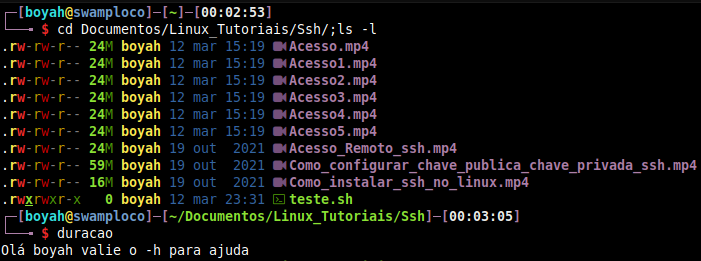 ┌─[boyah@swamploco]─[~]─[00:02:53]
└──╼ $ cd Documentos/Linux_Tutoriais/Ssh/;ls -l
.rw-rw-r-- 24M boyah 12 mar 15:19 Acesso.mp4
.rw-rw-r-- 24M boyah 12 mar 15:19 Acesso1.mp4
.rw-rw-r-- 24M boyah 12 mar 15:19 Acesso2.mp4
.rw-rw-r-- 24M boyah 12 mar 15:19 Acesso3.mp4
.rw-rw-r-- 24M boyah 12 mar 15:19 Acesso4.mp4
.rw-rw-r-- 24M boyah 12 mar 15:19 Acesso5.mp4
.rw-rw-r-- 24M boyah 19 out  2021 Acesso_Remoto_ssh.mp4
.rw-rw-r-- 59M boyah 19 out  2021 Como_configurar_chave_publica_chave_privada_ssh.mp4
.rw-rw-r-- 16M boyah 19 out  2021 Como_instalar_ssh_no_linux.mp4
.rwxrwxr-x   0 boyah 12 mar 23:31 teste.sh
┌─[boyah@swamploco]─[~/Documentos/Linux_Tutoriais/Ssh]─[00:03:05]
└──╼ $ duracao
Olá boyah valie o -h para ajuda